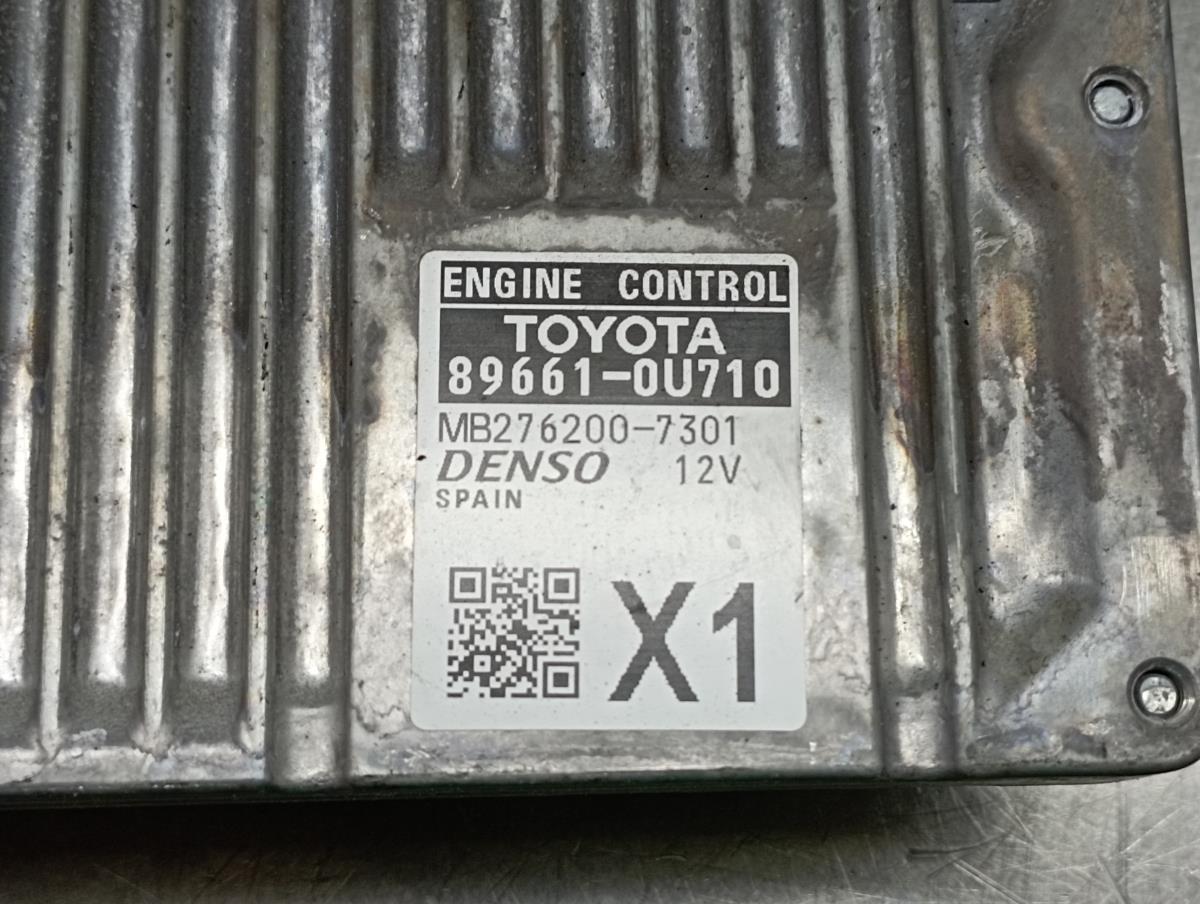 ENGINE CONTROL
TOYOTA
89661-0U710
MB276200-7301
DENSO 12V
SPAIN
X1